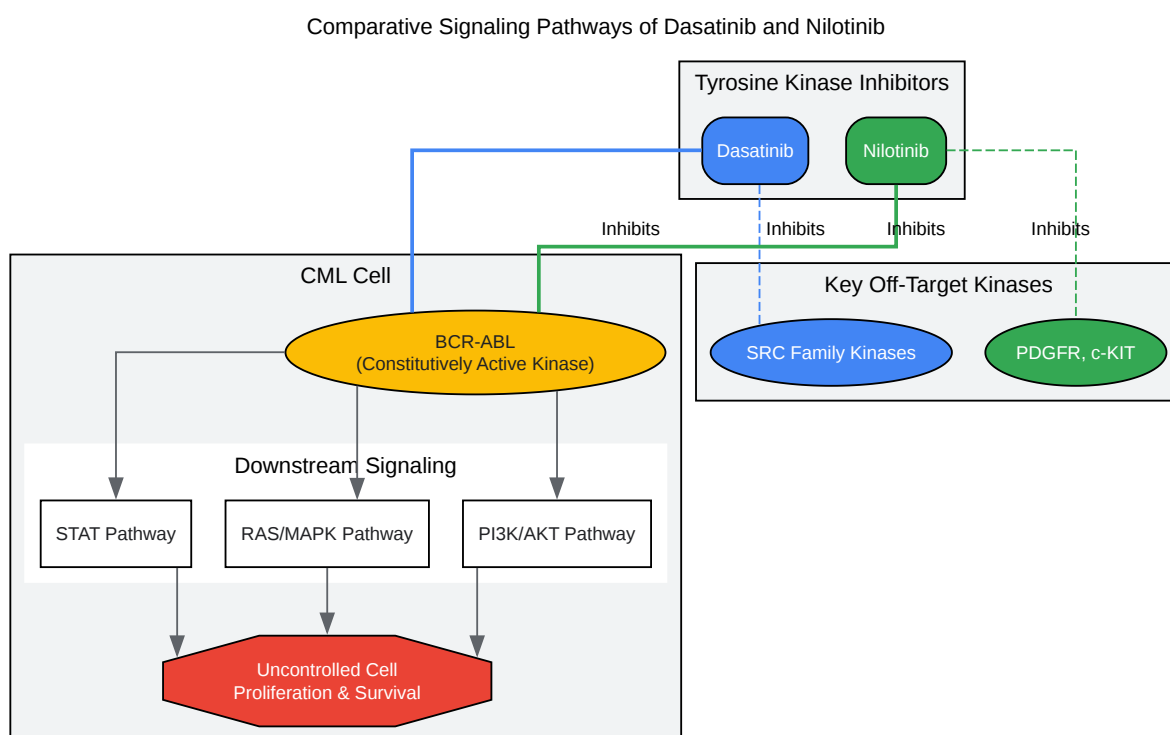 Comparative Signaling Pathways of Dasatinib and Nilotinib
Tyrosine Kinase Inhibitors
Dasatinib
Nilotinib
Inhibits
Inhibits
Inhibits
Inhibits
CML Cell
Key Off-Target Kinases
BCR-ABL
(Constitutively Active Kinase)
SRC Family Kinases
PDGFR, c-KIT
Downstream Signaling
STAT Pathway
RAS/MAPK Pathway
PI3K/AKT Pathway
Uncontrolled Cell
Proliferation & Survival